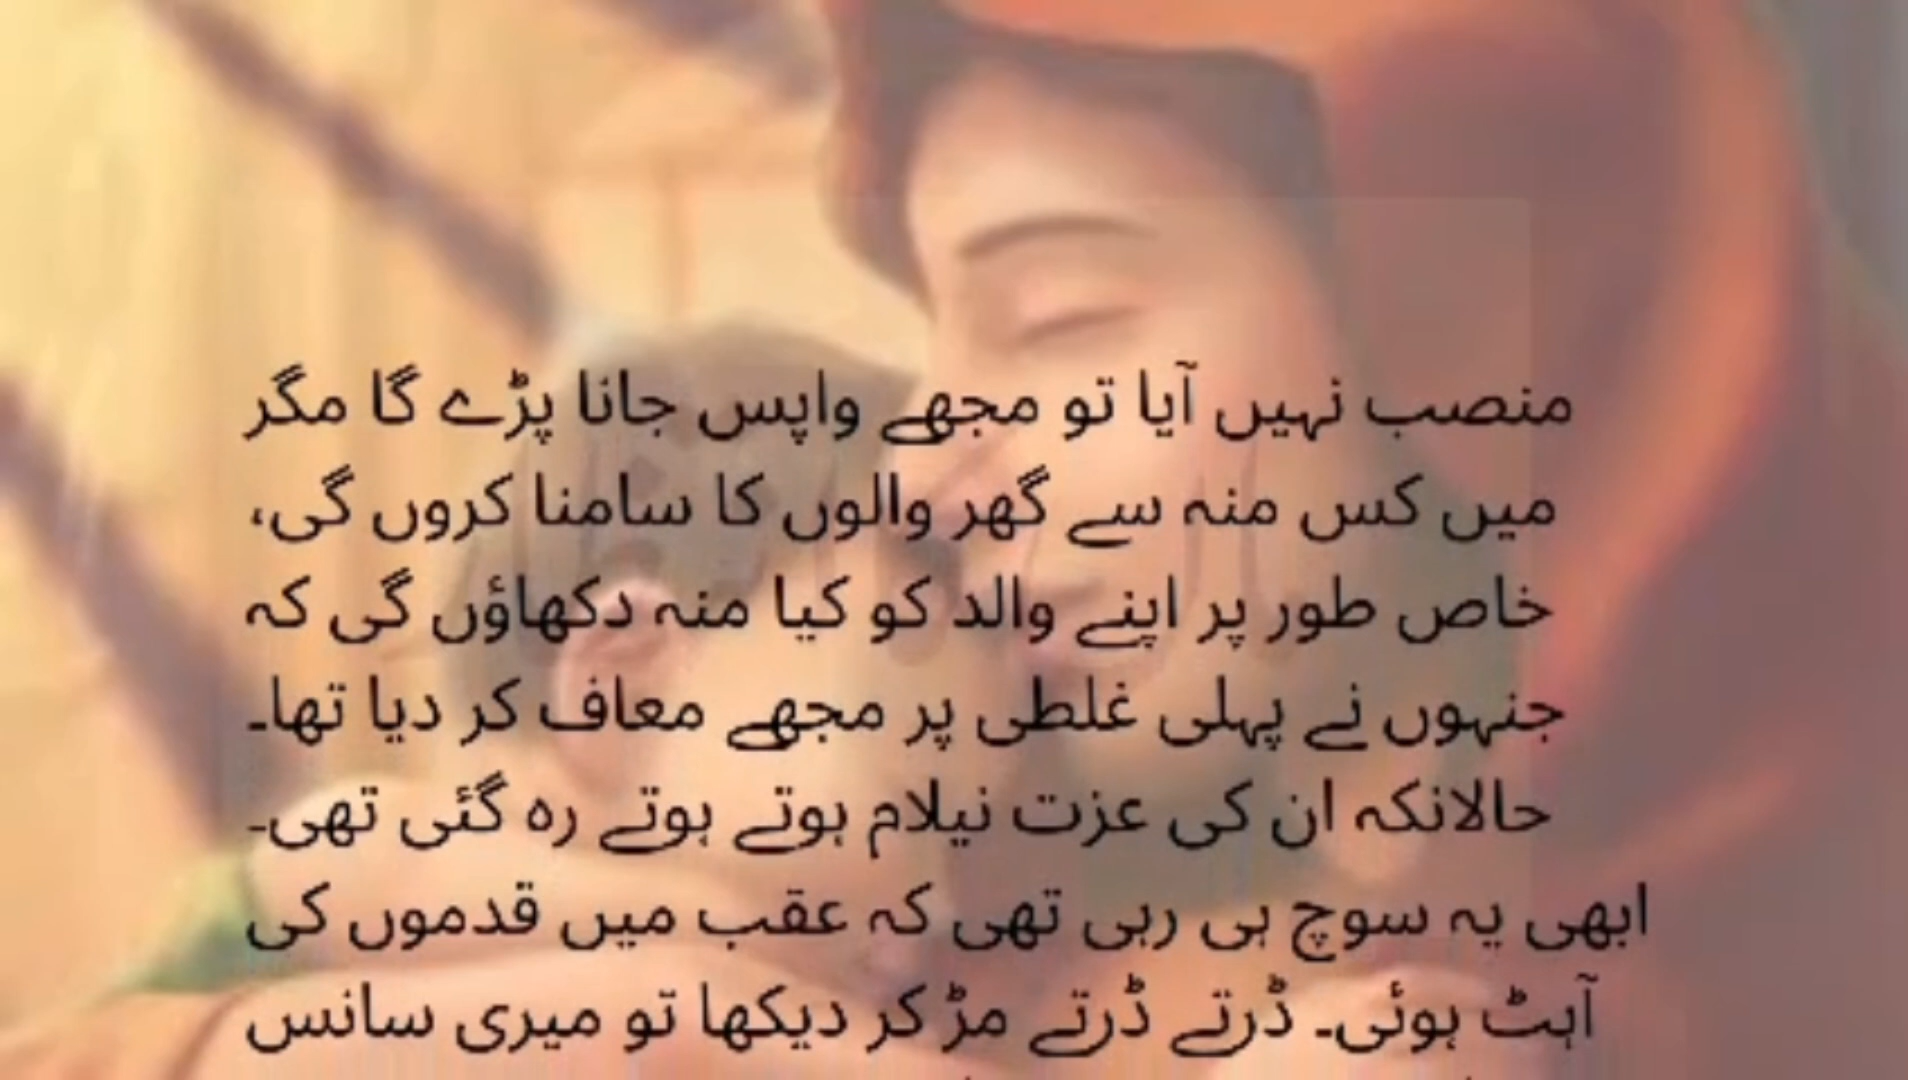 منصب نہیں آیا تو مجھے واپس جانا پڑے گا مگر
میں کس منہ سے گھر والوں کا سامنا کروں گی،
خاص طور پر اپنے والد کو کیا منہ دکھاؤں گی کہ
جنہوں نے پہلی غلطی پر مجھے معاف کر دیا تھا۔
حالانکہ ان کی عزت نیلام ہوتے ہوتے رہ گئی تھی۔
ابھی یہ سوچ ہی رہی تھی کہ عقب میں قدموں کی
آہٹ ہوئی۔ ڈرتے ڈرتے مڑ کر دیکھا تو میری سانس